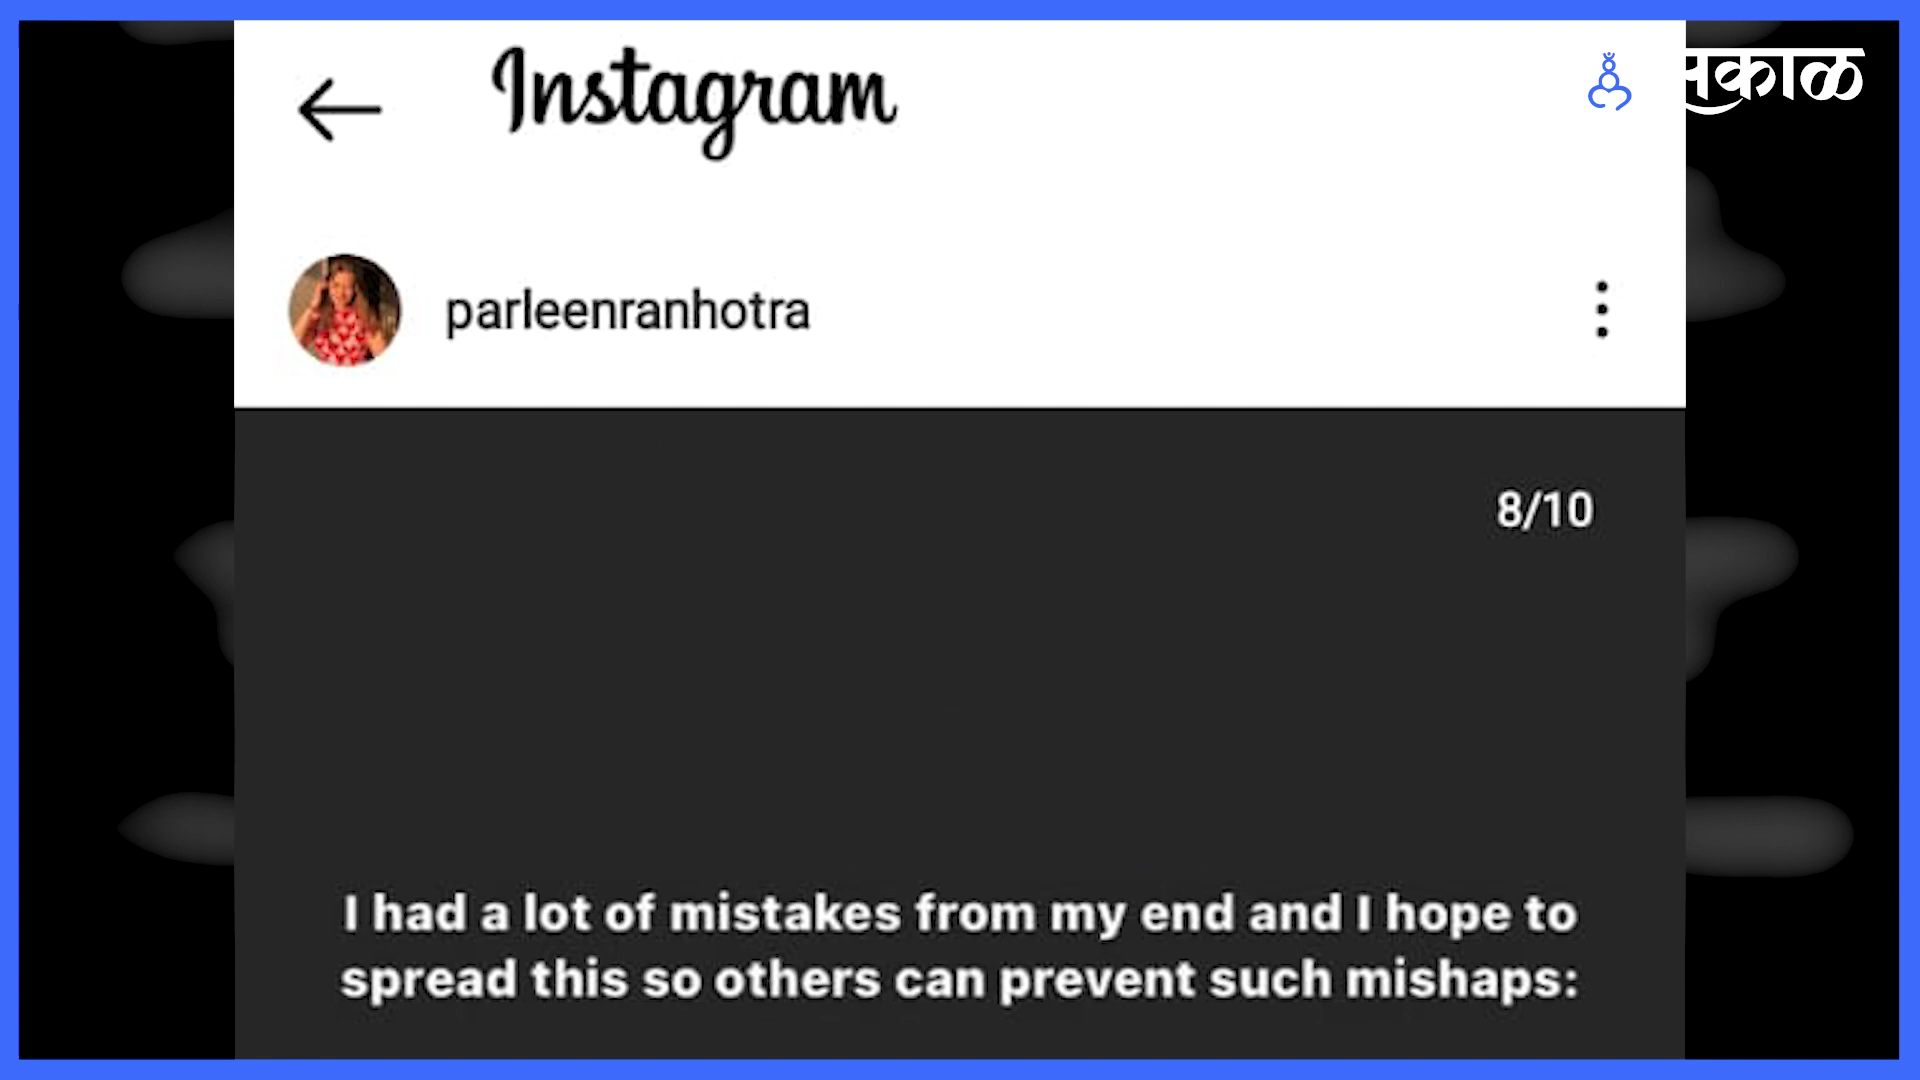 Instagram
सकाळ
parleenranhotra
8/10
I had a lot of mistakes from my end and I hope to
spread this so others can prevent such mishaps: